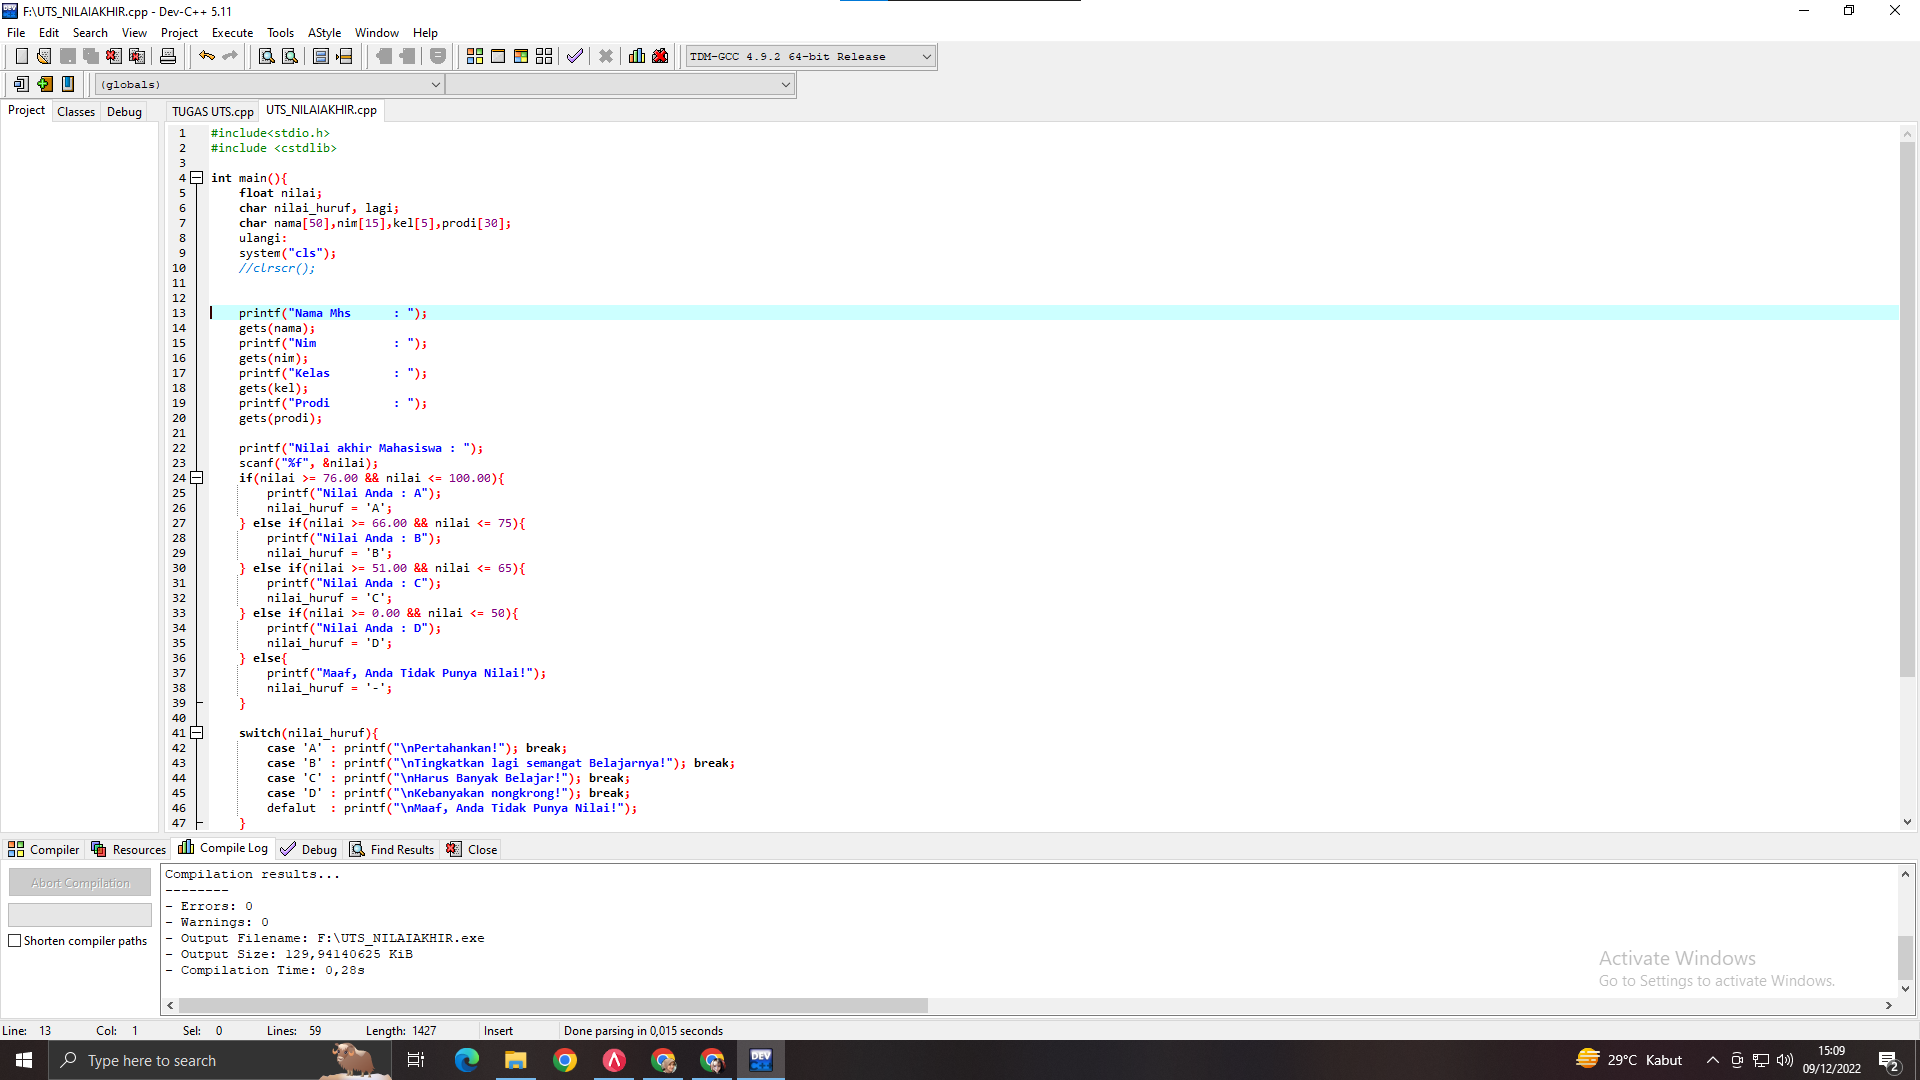 F:\UTS_NILAIAKHIR.cpp - Dev-C++ 5.11
File Edit Search View Project Execute Tools AStyle Window Help
TDM-GCC 4.9.2 64-bit Release
(globals)
Project Classes Debug
TUGAS UTS.cpp UTS_NILAIAKHIR.cpp
1 #include<stdio.h>
2 #include <cstdlib>
3
4 int main(){
5 float nilai;
6 char nilai_huruf, lagi;
7 char nama[50],nim[15],kel[5],prodi[30];
8 ulangi:
9 system("cls");
10 //clrscr();
11
12
13 printf("Nama Mhs      : ");
14 gets(nama);
15 printf("Nim           : ");
16 gets(nim);
17 printf("Kelas         : ");
18 gets(kel);
19 printf("Prodi         : ");
20 gets(prodi);
21
22 printf("Nilai akhir Mahasiswa : ");
23 scanf("%f", &nilai);
24 if(nilai >= 76.00 && nilai <= 100.00){
25 printf("Nilai Anda : A");
26 nilai_huruf = 'A';
27 } else if(nilai >= 66.00 && nilai <= 75){
28 printf("Nilai Anda : B");
29 nilai_huruf = 'B';
30 } else if(nilai >= 51.00 && nilai <= 65){
31 printf("Nilai Anda : C");
32 nilai_huruf = 'C';
33 } else if(nilai >= 0.00 && nilai <= 50){
34 printf("Nilai Anda : D");
35 nilai_huruf = 'D';
36 } else{
37 printf("Maaf, Anda Tidak Punya Nilai!");
38 nilai_huruf = '-';
39 }
40
41 switch(nilai_huruf){
42 case 'A' : printf("\nPertahankan!"); break;
43 case 'B' : printf("\nTingkatkan lagi semangat Belajarnya!"); break;
44 case 'C' : printf("\nHarus Banyak Belajar!"); break;
45 case 'D' : printf("\nKebanyakan nongkrong!"); break;
46 defalut  : printf("\nMaaf, Anda Tidak Punya Nilai!");
47 }
Compiler Resources Compile Log Debug Find Results Close
Abort Compilation
Shorten compiler paths
Compilation results...
--------
- Errors: 0
- Warnings: 0
- Output Filename: F:\UTS_NILAIAKHIR.exe
- Output Size: 129,94140625 KiB
- Compilation Time: 0,28s
Activate Windows
Go to Settings to activate Windows.
Line: 13 Col: 1 Sel: 0 Lines: 59 Length: 1427 Insert Done parsing in 0,015 seconds
Type here to search
DEV
29°C Kabut
15:09
09/12/2022
2